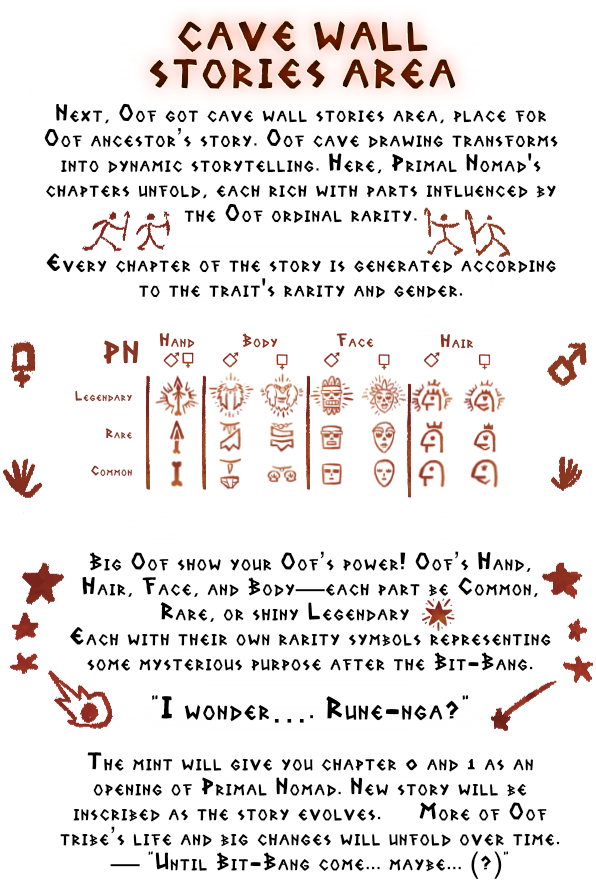 Cave Wall
Stories Area
Next, Oof got cave wall stories area, place for
Oof ancestor's story. Oof cave drawing transforms
into dynamic storytelling. Here, Primal Nomad's
chapters unfold, each rich with parts influenced by
the Oof ordinal rarity.
Every chapter of the story is generated according
to the trait's rarity and gender.
PN Hand Body Face Hair
Legendary
Rare
Common
Big Oof show your Oof's power! Oof's Hand,
Hair, Face, and Body—each part be Common,
Rare, or shiny Legendary
Each with their own rarity symbols representing
some mysterious purpose after the Bit-Bang.
"I wonder.... Rune-nga?"
The mint will give you chapter 0 and 1 as an
opening of Primal Nomad. New story will be
inscribed as the story evolves. More of Oof
tribe's life and big changes will unfold over time.
— "Until Bit-Bang come... maybe... (?)"